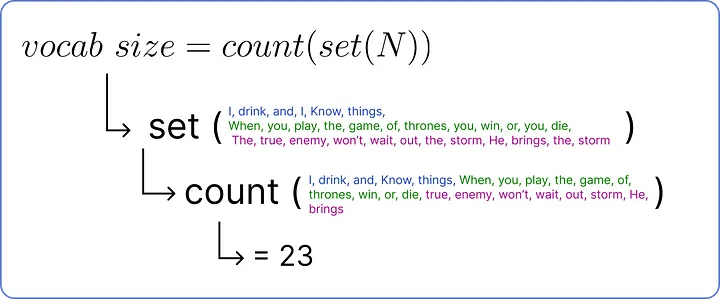 vocab size = count(set(N))
set ( I, drink, and, I, Know, things,
When, you, play, the, game, of, thrones, you, win, or, you, die,
The, true, enemy, won’t, wait, out, the, storm, He, brings, the, storm )
count ( I, drink, and, Know, things, When, you, play, the, game, of,
thrones, win, or, die, true, enemy, won’t, wait, out, storm, He,
brings )
= 23